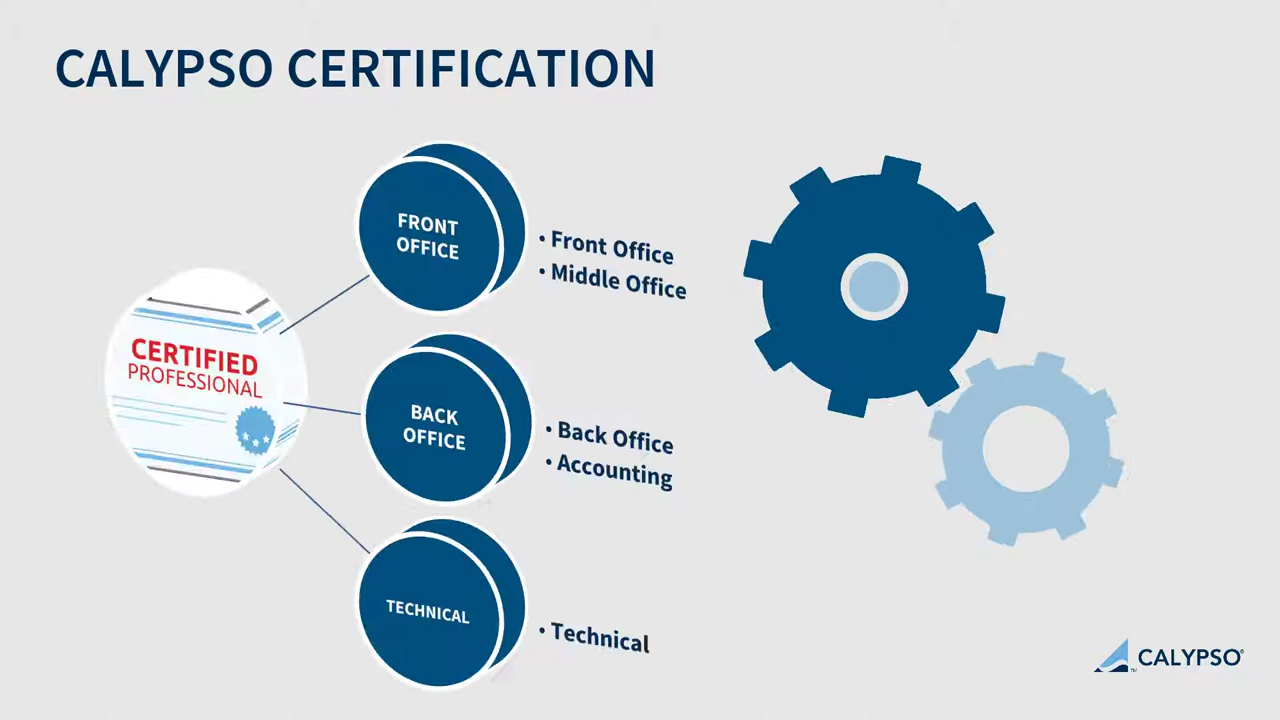 CALYPSO CERTIFICATION
CERTIFIED
PROFESSIONAL
FRONT
OFFICE
• Front Office
• Middle Office
BACK
OFFICE
• Back Office
• Accounting
TECHNICAL
• Technical
CALYPSO